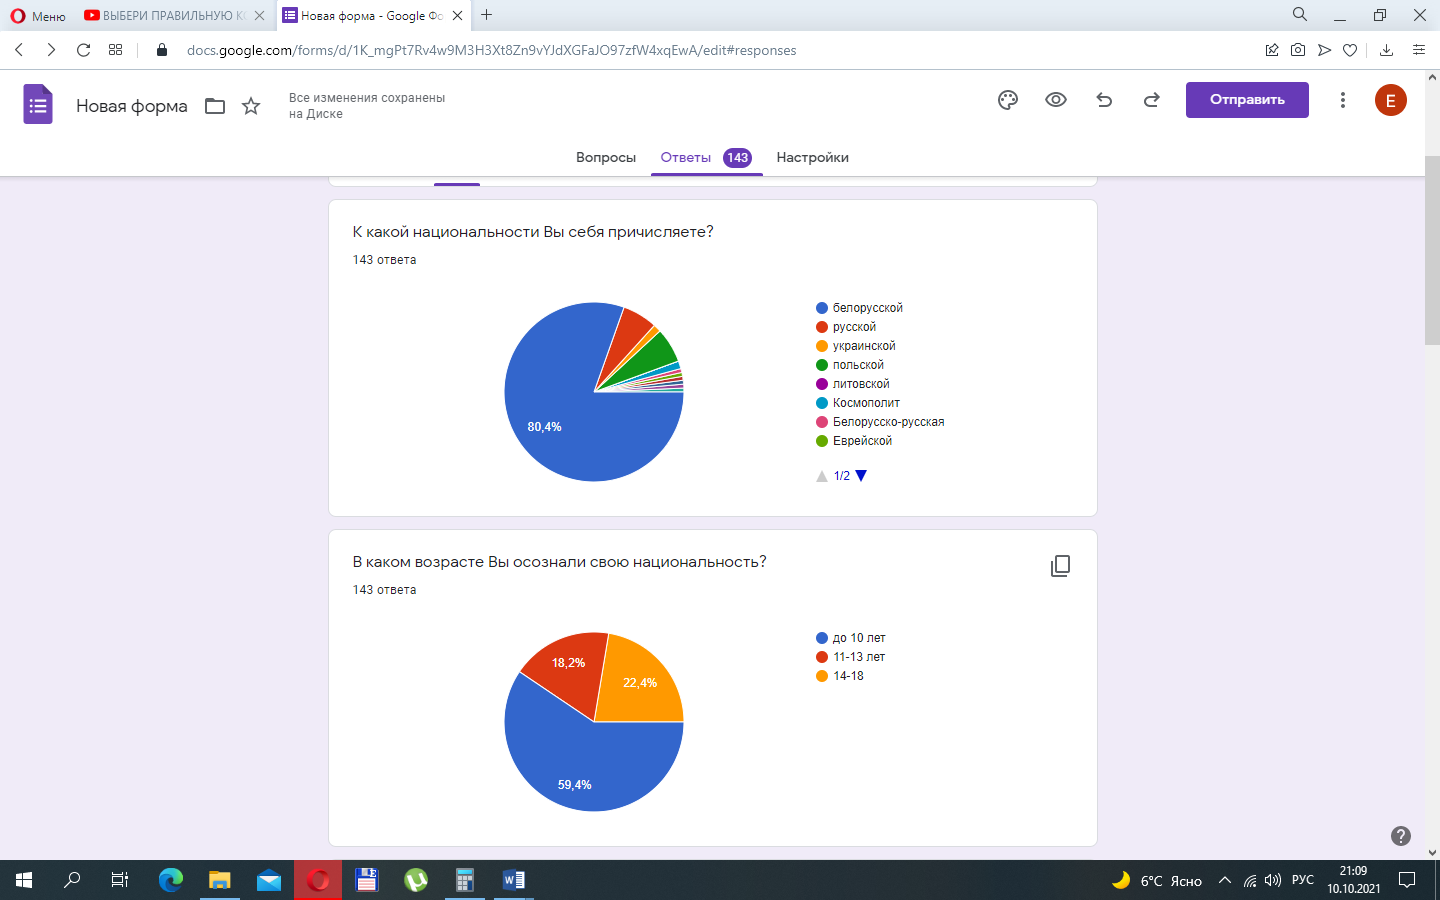 Меню
ВЫБЕРИ ПРАВИЛЬНУЮ КО
Новая форма - Google Фо
docs.google.com/forms/d/1K_mgPt7Rv4w9M3H3Xt8Zn9vYJdXGFaJO97zfW4xqEwA/edit#responses
Новая форма
Все изменения сохранены
на Диске
Отправить
E
Вопросы
Ответы 143
Настройки
К какой национальности Вы себя причисляете?
143 ответа
80,4%
белорусской
русской
украинской
польской
литовской
Космополит
Белорусско-русская
Еврейской
1/2
В каком возрасте Вы осознали свою национальность?
143 ответа
18,2%
22,4%
59,4%
до 10 лет
11-13 лет
14-18
6°C Ясно
РУС
21:09
10.10.2021